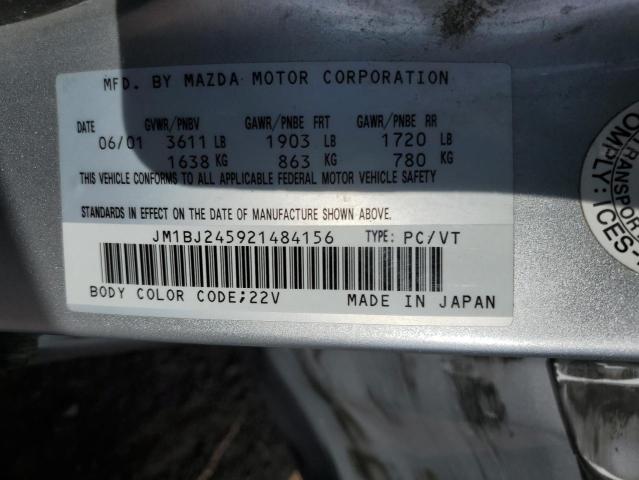 MFD. BY MAZDA MOTOR CORPORATION
DATE GVWR/PNBV GAWR/PNBE FRT GAWR/PNBE RR
06/01 3611 LB 1903 LB 1720 LB
1638 KG 863 KG 780 KG
THIS VEHICLE CONFORMS TO ALL APPLICABLE FEDERAL MOTOR VEHICLE SAFETY
STANDARDS IN EFFECT ON THE DATE OF MANUFACTURE SHOWN ABOVE.
JM1BJ245921484156 TYPE: PC/VT
BODY COLOR CODE;22V MADE IN JAPAN
TRANSPORT
COMPLY: ICES-